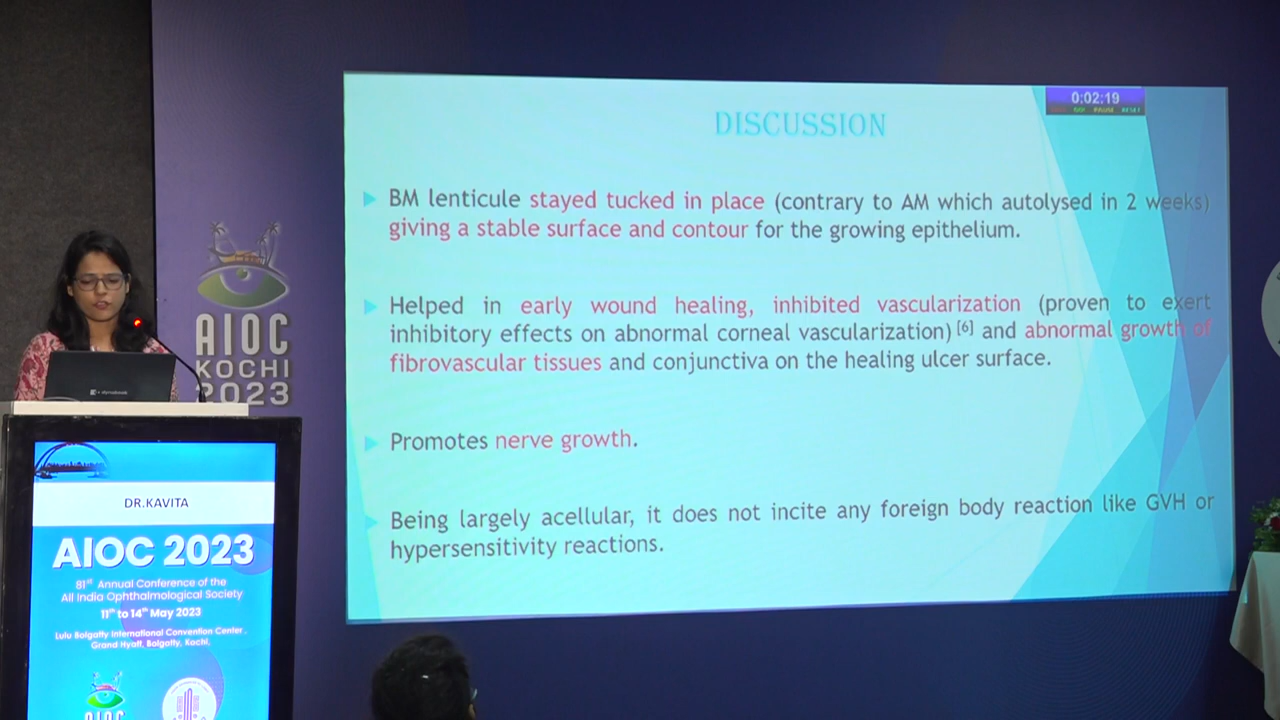 0:02:19
PAUSE
DISCUSSION
BM lenticule stayed tucked in place (contrary to AM which autolysed in 2 weeks)
giving a stable surface and contour for the growing epithelium.
Helped in early wound healing, inhibited vascularization (proven to exert
inhibitory effects on abnormal corneal vascularization) [6] and abnormal growth of
fibrovascular tissues and conjunctiva on the healing ulcer surface.
Promotes nerve growth.
Being largely acellular, it does not incite any foreign body reaction like GVH or
hypersensitivity reactions.
AIOC
KOCHI
2023
DR.KAVITA
AIOC 2023
81st Annual Conference of the
All India Ophthalmological Society
11th to 14th May 2023
Lulu Bolgatty International Convention Center,
Grand Hyatt, Bolgatty, Kochi,
AIOC